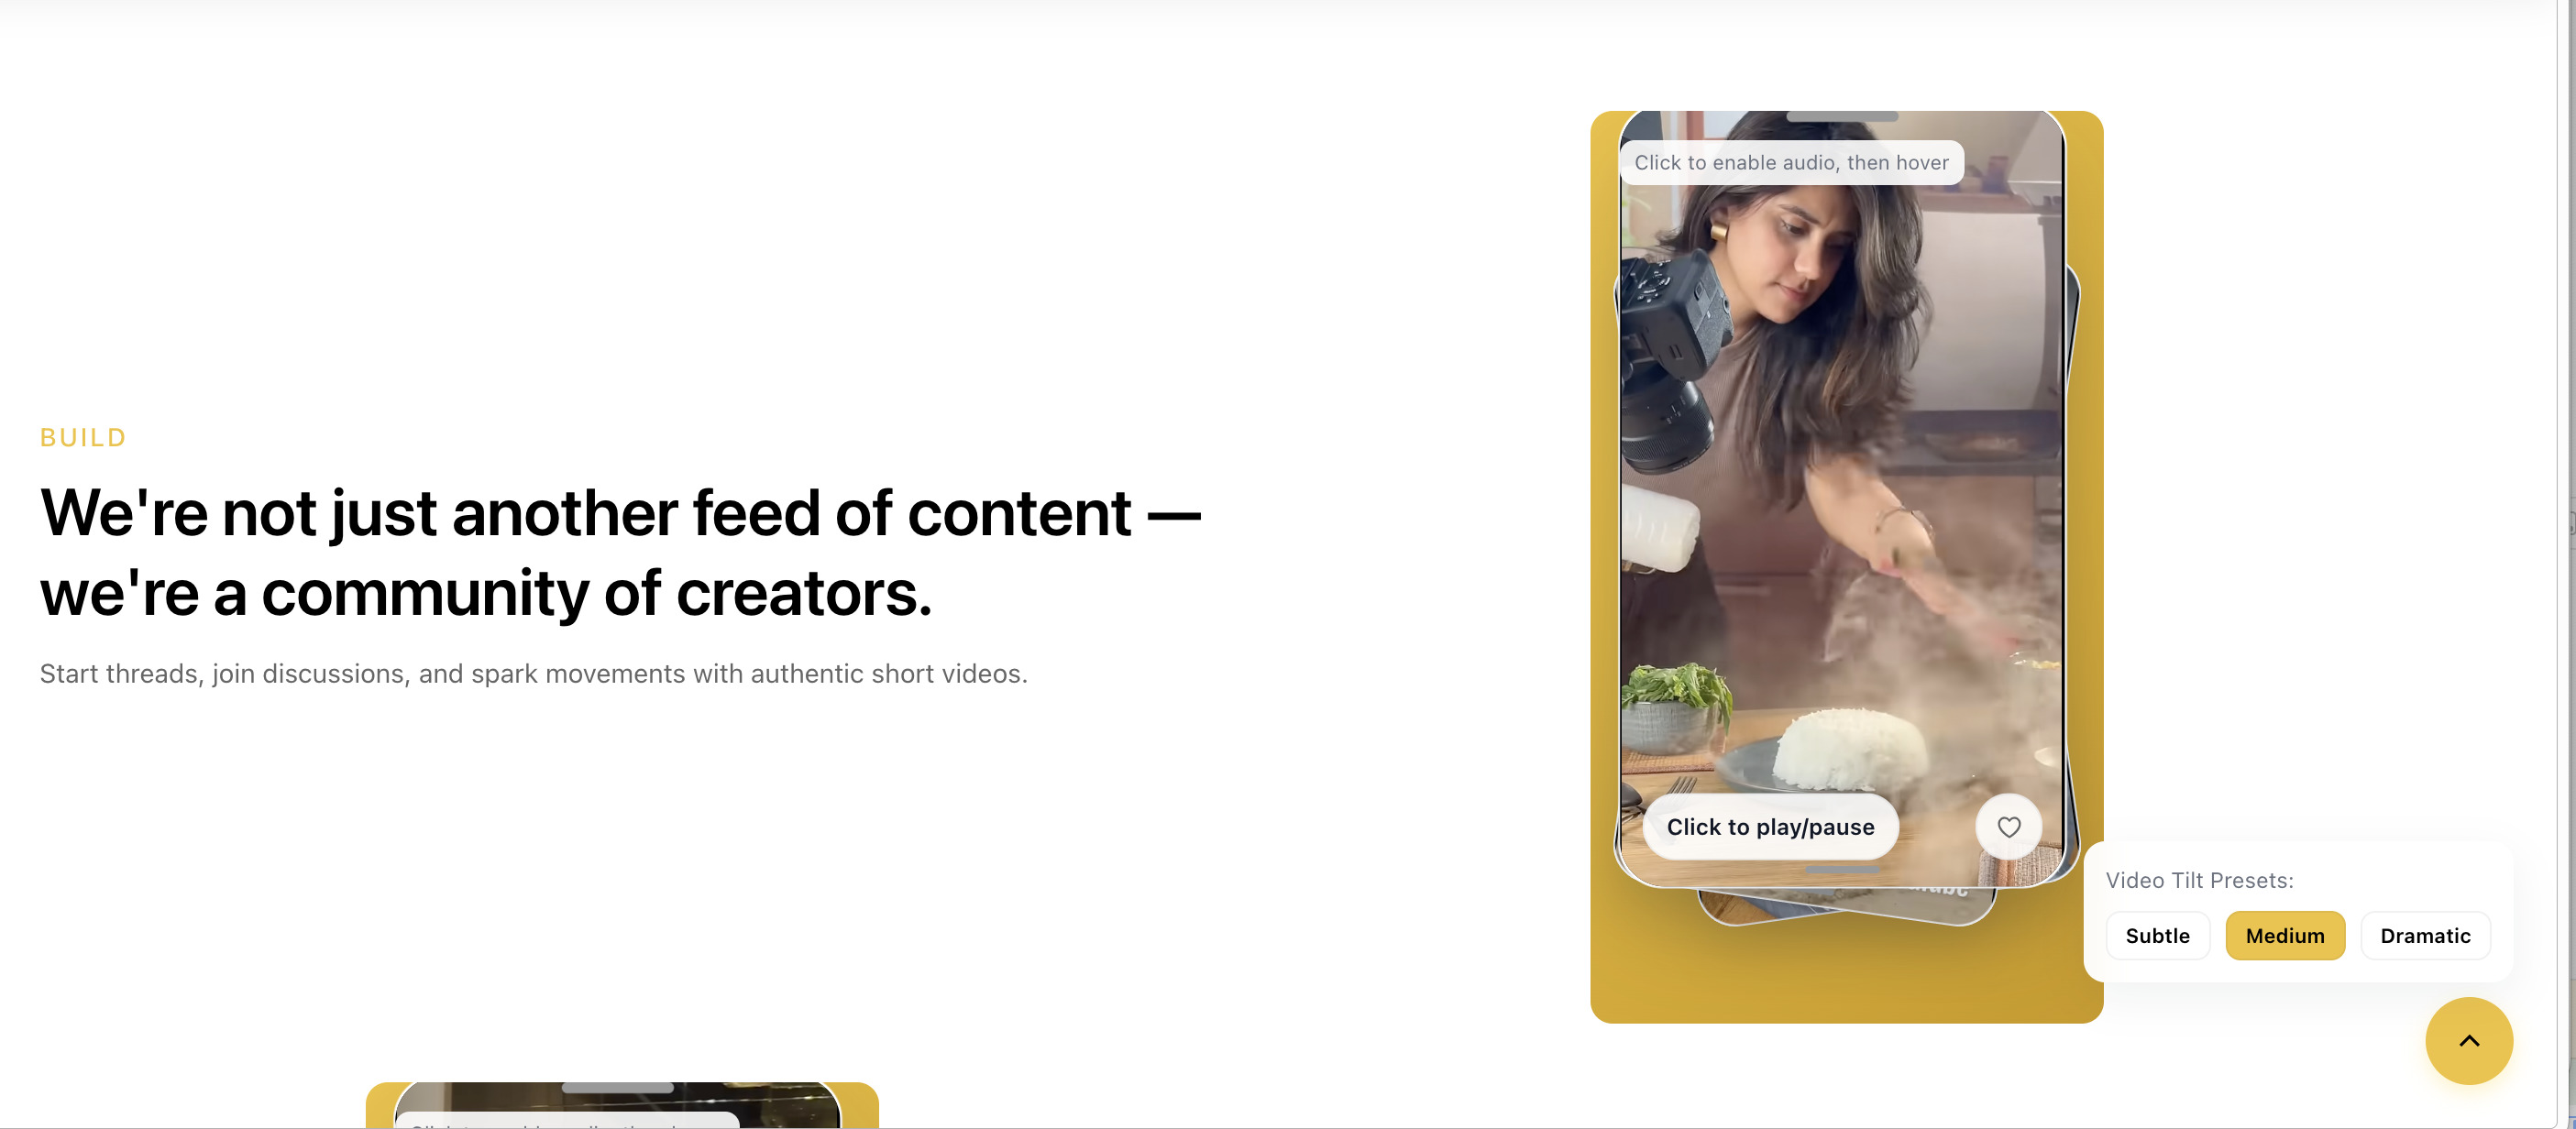 Click to enable audio, then hover
BUILD
We're not just another feed of content —
we're a community of creators.
Start threads, join discussions, and spark movements with authentic short videos.
Click to play/pause
Video Tilt Presets:
Subtle
Medium
Dramatic